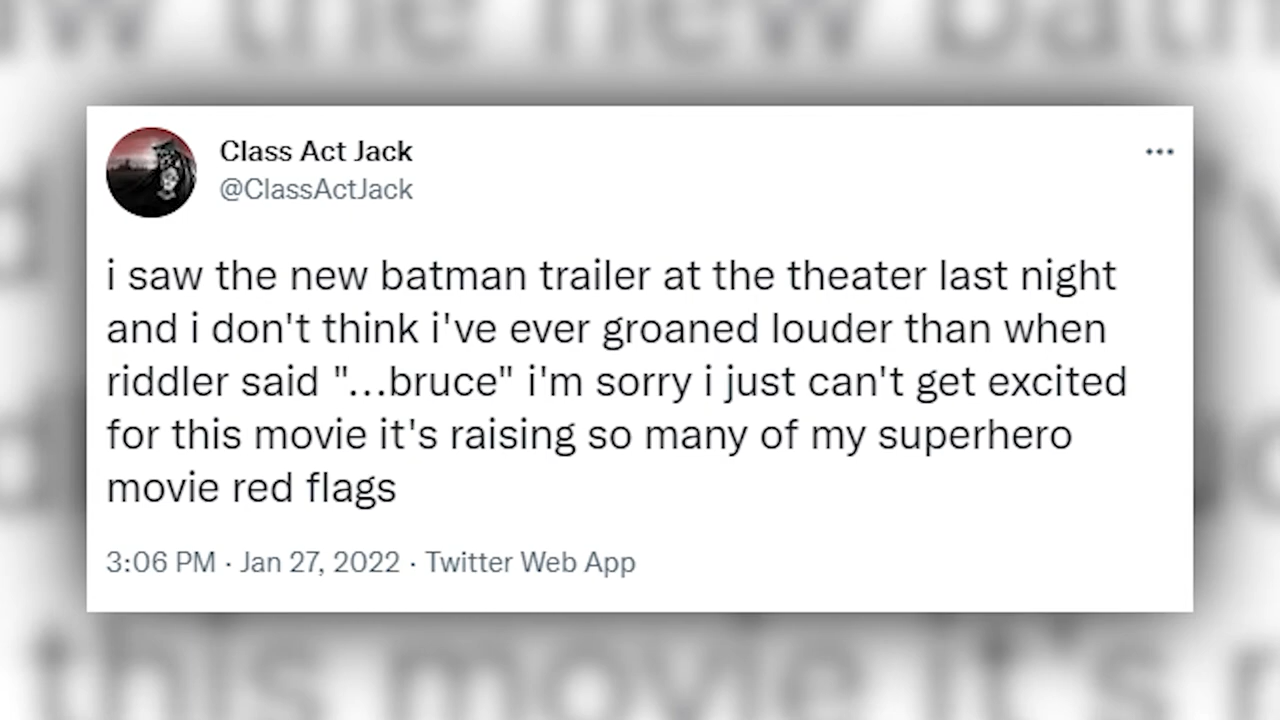 Class Act Jack
@ClassActJack
i saw the new batman trailer at the theater last night
and i don't think i've ever groaned louder than when
riddler said "...bruce" i'm sorry i just can't get excited
for this movie it's raising so many of my superhero
movie red flags
3:06 PM · Jan 27, 2022 · Twitter Web App